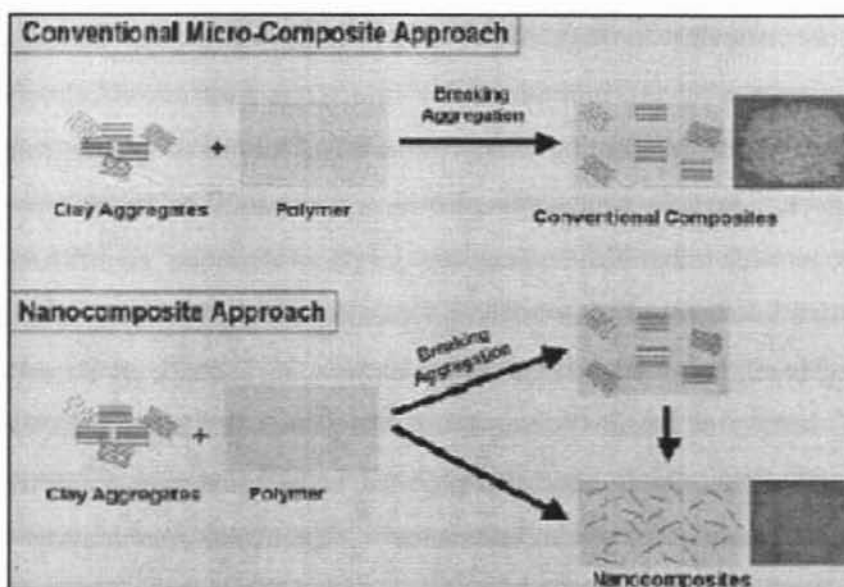 Conventional Micro-Composite Approach
Breaking
Aggregation
+
Clay Aggregates
Polymer
Conventional Composites
Nanocomposite Approach
Breaking
Aggregation
+
Clay Aggregates
Polymer
Nanocomposites